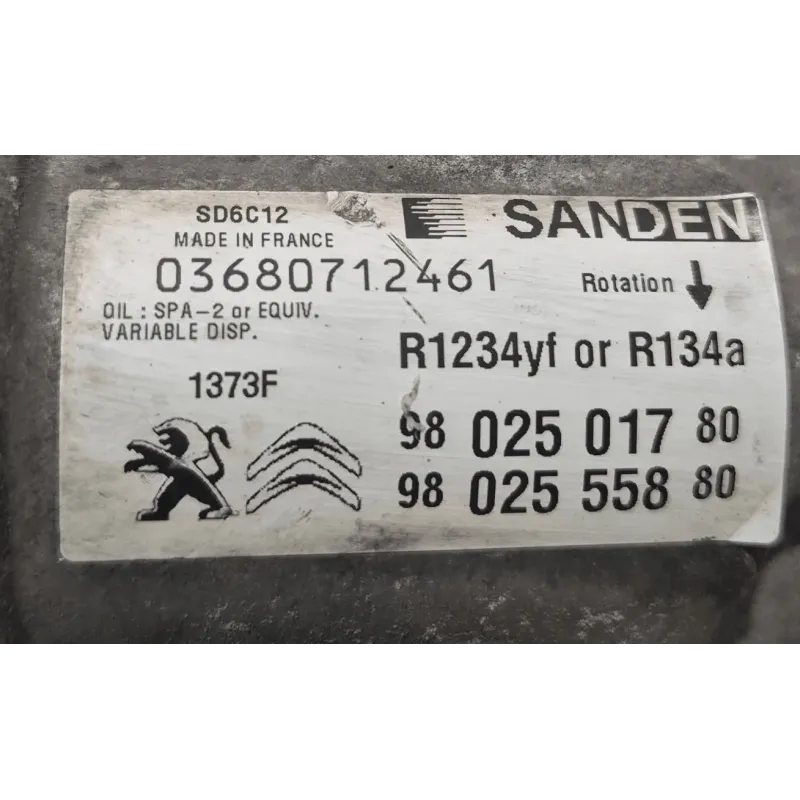 SD6C12
MADE IN FRANCE
SANDEN
03680712461
Rotation
OIL : SPA-2 or EQUIV.
VARIABLE DISP.
R1234yf or R134a
1373F
98 025 017 80
98 025 558 80